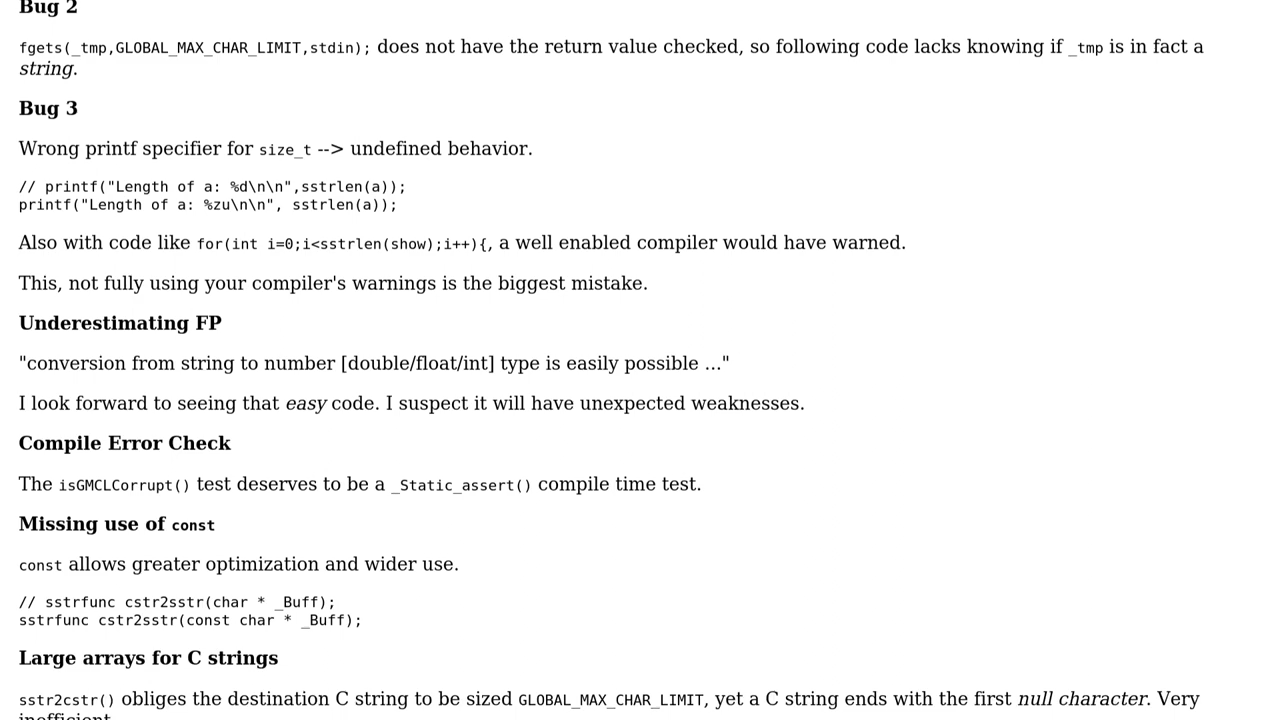 Bug 2
fgets(_tmp,GLOBAL_MAX_CHAR_LIMIT,stdin); does not have the return value checked, so following code lacks knowing if _tmp is in fact a
string.
Bug 3
Wrong printf specifier for size_t --> undefined behavior.
// printf("Length of a: %d\n\n",sstrlen(a));
printf("Length of a: %zu\n\n", sstrlen(a));
Also with code like for(int i=0;i<sstrlen(show);i++){, a well enabled compiler would have warned.
This, not fully using your compiler's warnings is the biggest mistake.
Underestimating FP
"conversion from string to number [double/float/int] type is easily possible ..."
I look forward to seeing that easy code. I suspect it will have unexpected weaknesses.
Compile Error Check
The isGMCLCorrupt() test deserves to be a _Static_assert() compile time test.
Missing use of const
const allows greater optimization and wider use.
// sstrfunc cstr2sstr(char * _Buff);
sstrfunc cstr2sstr(const char * _Buff);
Large arrays for C strings
sstr2cstr() obliges the destination C string to be sized GLOBAL_MAX_CHAR_LIMIT, yet a C string ends with the first null character. Very
inefficient.